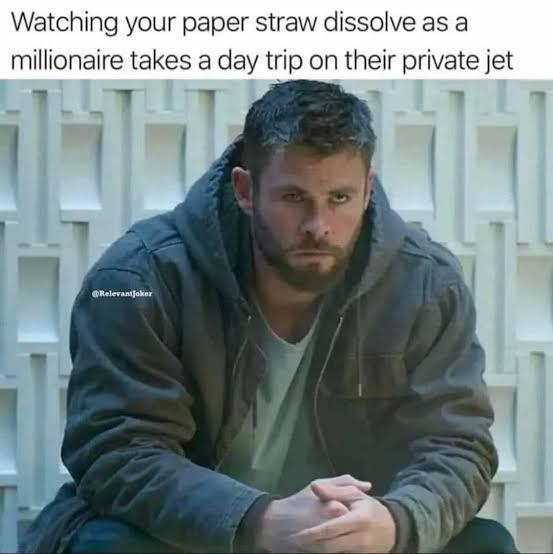 Watching your paper straw dissolve as a
millionaire takes a day trip on their private jet
@RelevantJoker